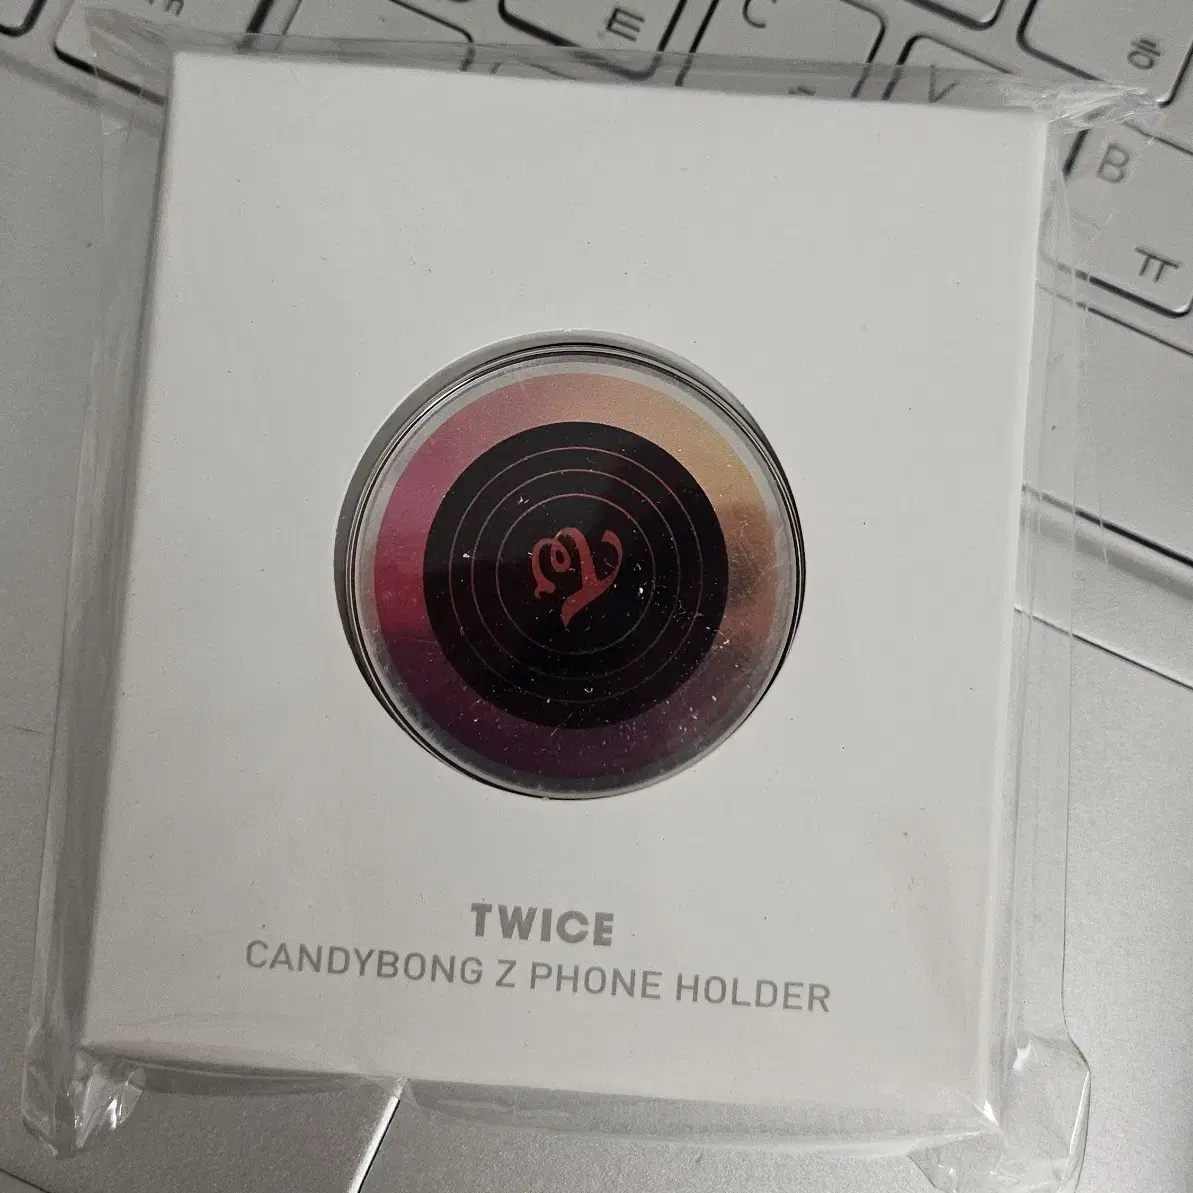 ㅌ
C
ㅎ
V
B
ㅠ
TWICE
CANDYBONG Z PHONE HOLDER